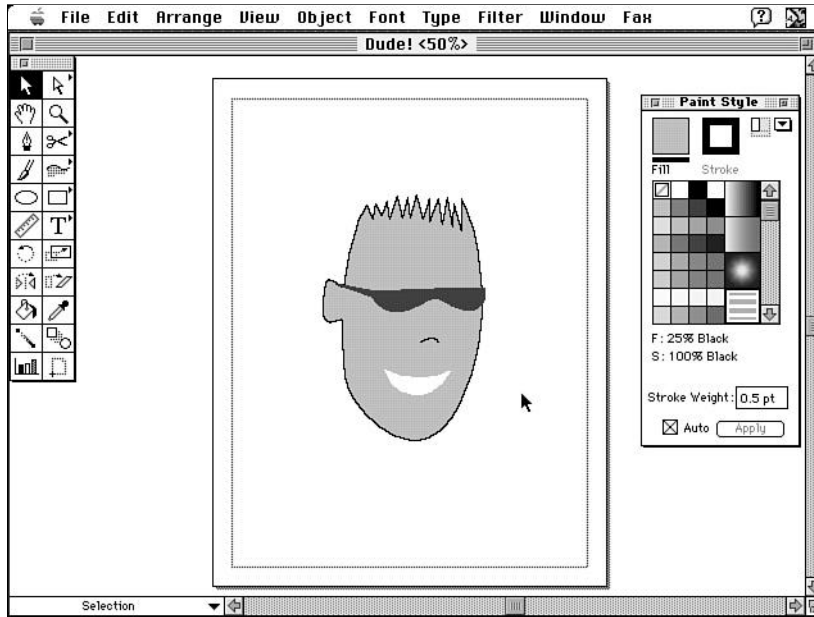 File Edit Arrange View Object Font Type Filter Window Fax
Dude! <50%>
Paint Style
Fill Stroke
F: 25% Black
S: 100% Black
Stroke Weight: 0.5 pt
Auto Apply
Selection